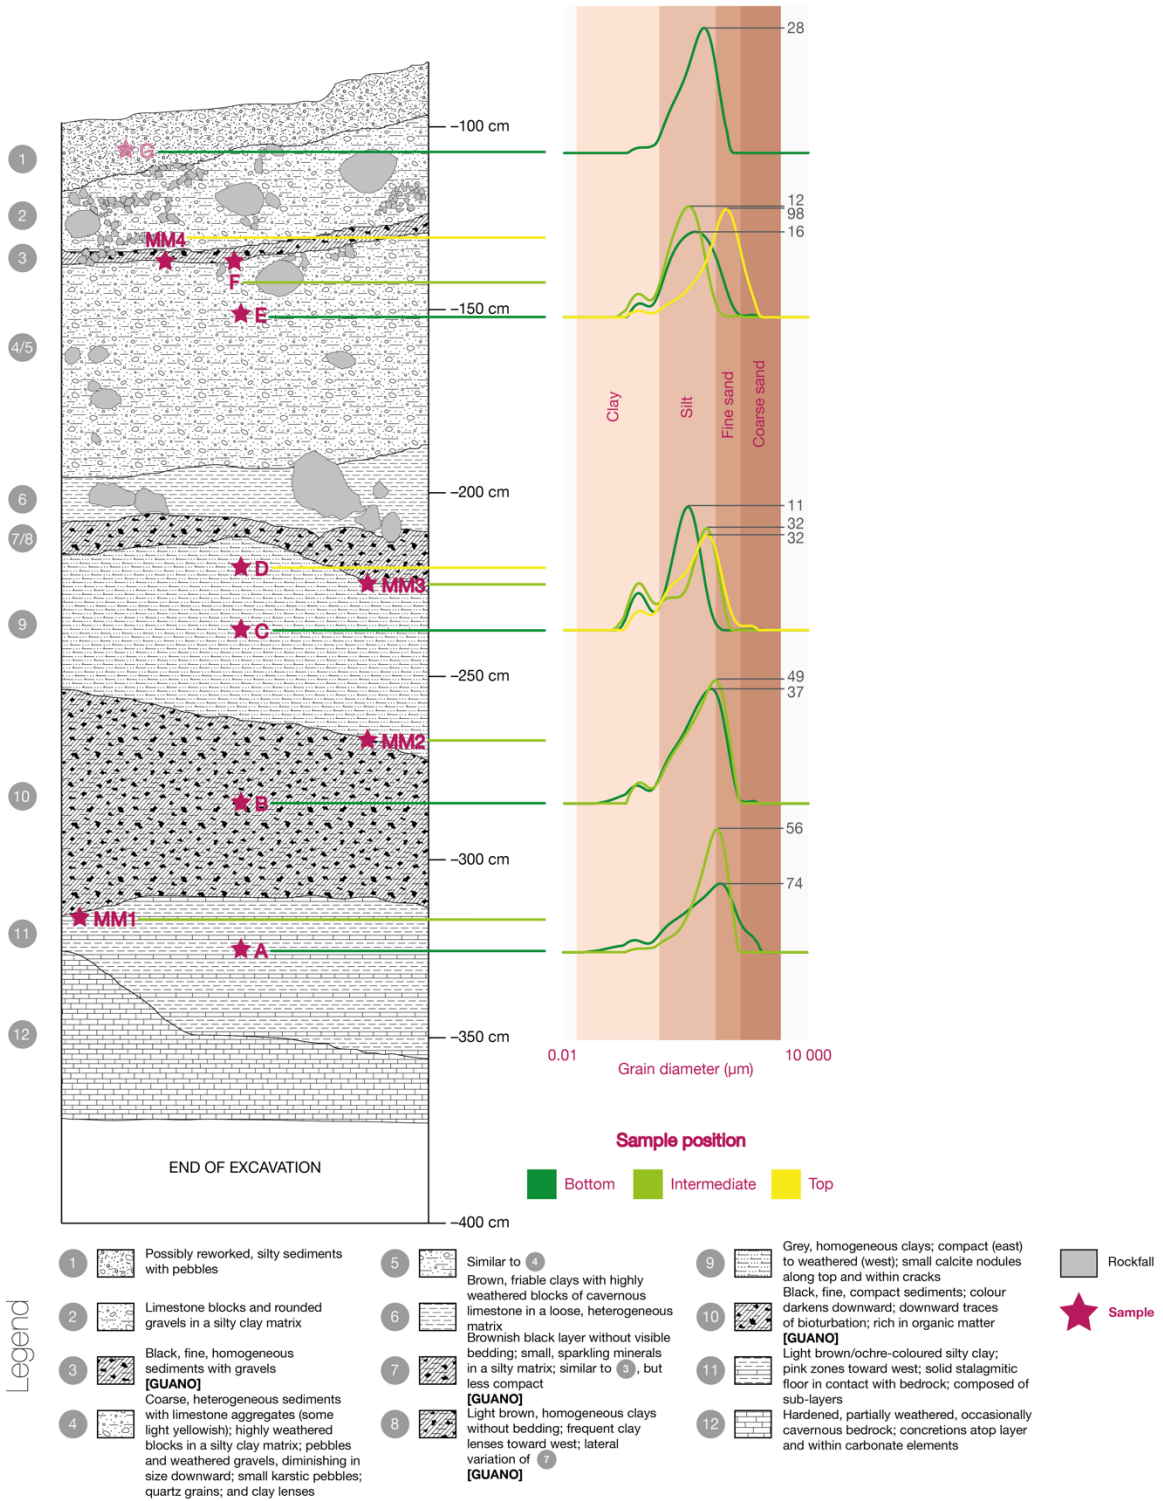 28
−100 cm
G
1
12
98
2
MM4
16
3
F
−150 cm
E
4/5
Clay
Silt
Fine sand
Coarse sand
−200 cm
6
11
32
32
7/8
D
MM3
9
C
−250 cm
49
37
MM2
10
B
−300 cm
56
74
MM1
11
A
12
−350 cm
0.01
10 000
Grain diameter (µm)
Sample position
END OF EXCAVATION
Bottom
Intermediate
Top
−400 cm
Legend
1
Possibly reworked, silty sediments
with pebbles
2
Limestone blocks and rounded
gravels in a silty clay matrix
3
Black, fine, homogeneous
sediments with gravels
[GUANO]
4
Coarse, heterogeneous sediments
with limestone aggregates (some
light yellowish); highly weathered
blocks in a silty clay matrix; pebbles
and weathered gravels, diminishing in
size downward; small karstic pebbles;
quartz grains; and clay lenses
5
Similar to 4
6
Brown, friable clays with highly
weathered blocks of cavernous
limestone in a loose, heterogeneous
matrix
7
Brownish black layer without visible
bedding; small, sparkling minerals
in a silty matrix; similar to 3, but
less compact
[GUANO]
8
Light brown, homogeneous clays
without bedding; frequent clay
lenses toward west; lateral
variation of 7
[GUANO]
9
Grey, homogeneous clays; compact (east)
to weathered (west); small calcite nodules
along top and within cracks
10
Black, fine, compact sediments; colour
darkens downward; downward traces
of bioturbation; rich in organic matter
[GUANO]
11
Light brown/ochre-coloured silty clay;
pink zones toward west; solid stalagmitic
floor in contact with bedrock; composed of
sub-layers
12
Hardened, partially weathered, occasionally
cavernous bedrock; concretions atop layer
and within carbonate elements
Rockfall
Sample